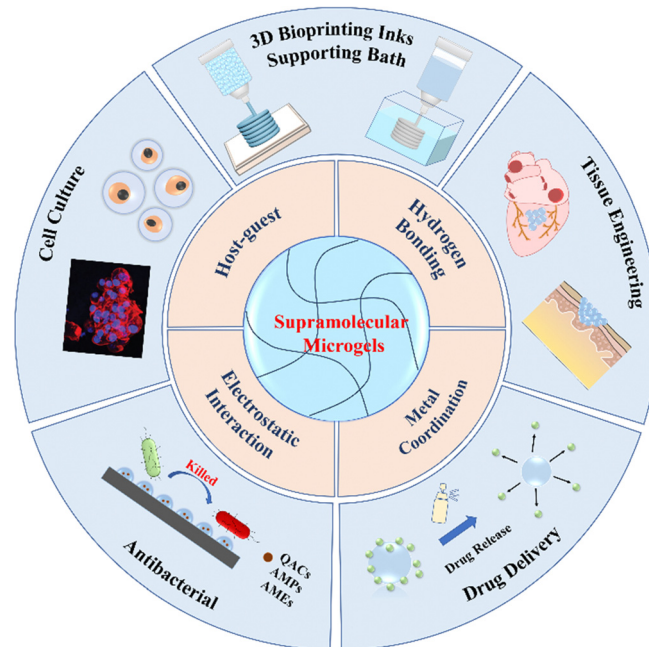 3D Bioprinting Inks
Supporting Bath
Cell Culture
Tissue Engineering
Host-guest
Hydrogen
Bonding
Supramolecular
Microgels
Electrostatic
Interaction
Metal
Coordination
Killed
QACs
AMPs
AMEs
Antibacterial
Drug Release
Drug Delivery